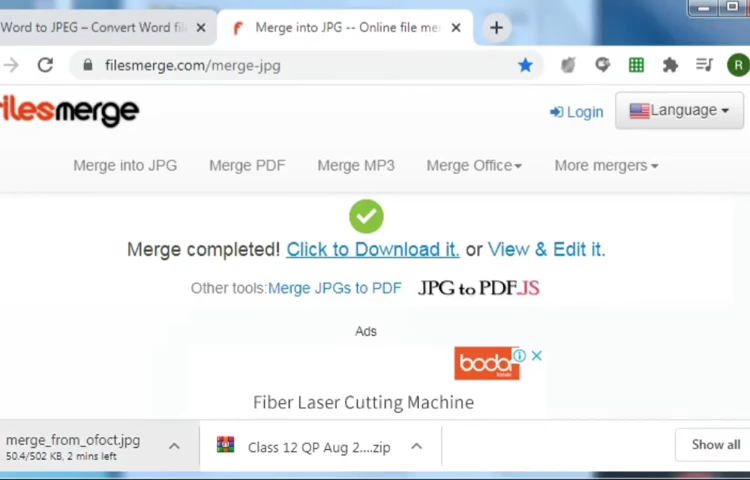 Word to JPEG – Convert Word fil
Merge into JPG -- Online file me
filesmerge.com/merge-jpg
R
filesmerge
Login
Language
Merge into JPG
Merge PDF
Merge MP3
Merge Office
More mergers
Merge completed! Click to Download it. or View & Edit it.
Other tools:Merge JPGs to PDF JPG to PDF.JS
Ads
bodor
Fiber Laser Cutting Machine
merge_from_ofoct.jpg
50.4/502 KB, 2 mins left
Class 12 QP Aug 2....zip
Show all